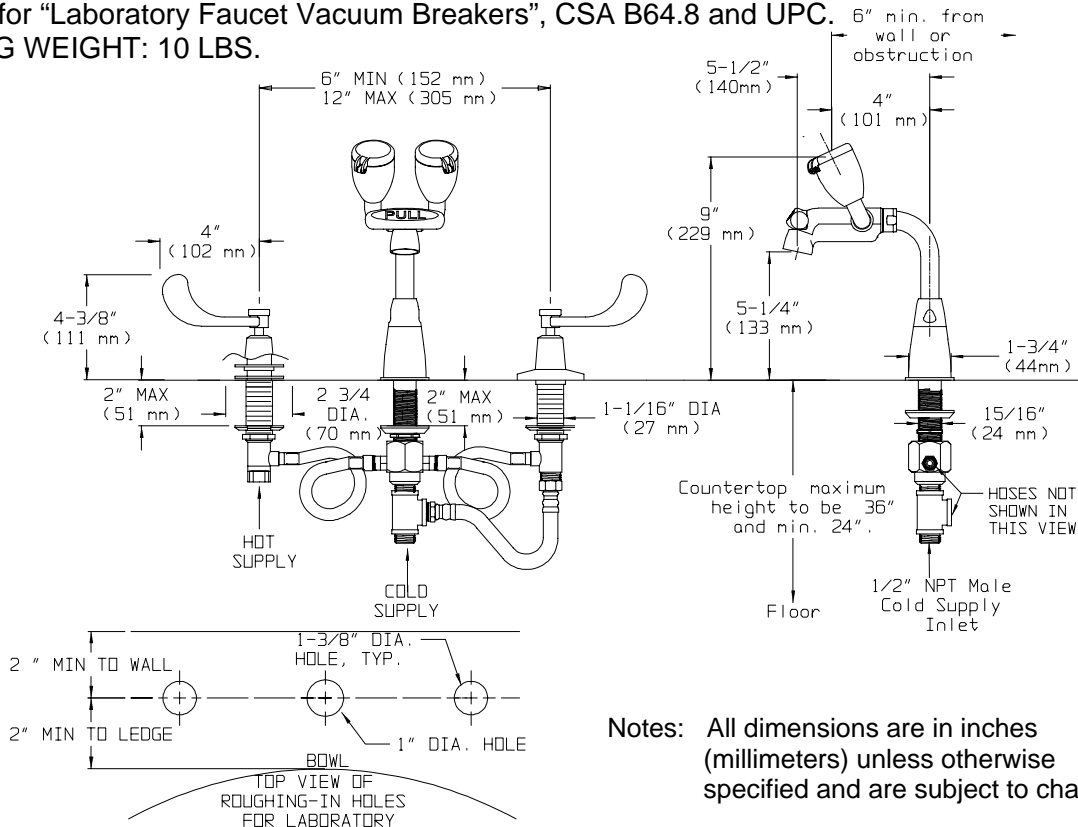 for “Laboratory Faucet Vacuum Breakers”, CSA B64.8 and UPC.
G WEIGHT: 10 LBS.
6" min. from
wall or
obstruction
6" MIN (152 mm)
12" MAX (305 mm)
5-1/2"
(140mm)
4"
(101 mm)
PULL
4"
(102 mm)
9"
(229 mm)
4-3/8"
(111 mm)
5-1/4"
(133 mm)
1-3/4"
(44mm)
2" MAX
(51 mm)
2 3/4
DIA.
(70 mm)
2" MAX
(51 mm)
1-1/16" DIA
(27 mm)
15/16"
(24 mm)
Countertop maximum
height to be 36"
and min. 24".
HOSES NOT
SHOWN IN
THIS VIEW
HOT
SUPPLY
COLD
SUPPLY
Floor
1/2" NPT Male
Cold Supply
Inlet
2 " MIN TO WALL
1-3/8" DIA.
HOLE, TYP.
2" MIN TO LEDGE
1" DIA. HOLE
BOWL
TOP VIEW OF
ROUGHING-IN HOLES
FOR LABORATORY
Notes: All dimensions are in inches
(millimeters) unless otherwise
specified and are subject to cha